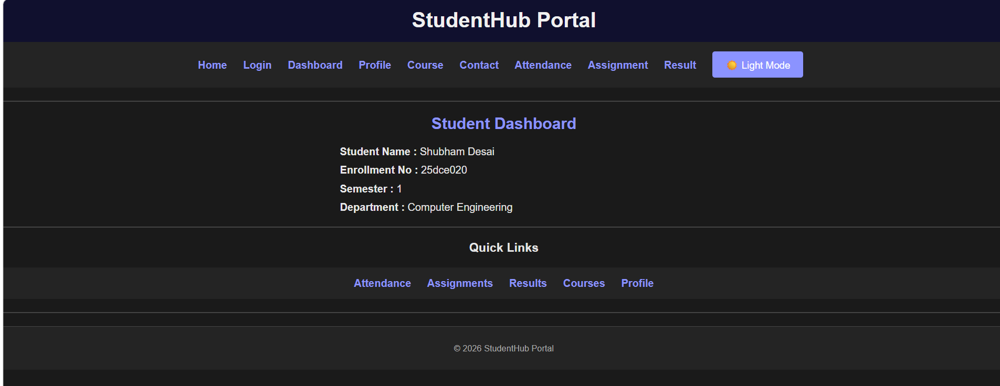 StudentHub Portal
Home Login Dashboard Profile Course Contact Attendance Assignment Result Light Mode
Student Dashboard
Student Name : Shubham Desai
Enrollment No : 25dce020
Semester : 1
Department : Computer Engineering
Quick Links
Attendance Assignments Results Courses Profile
© 2026 StudentHub Portal